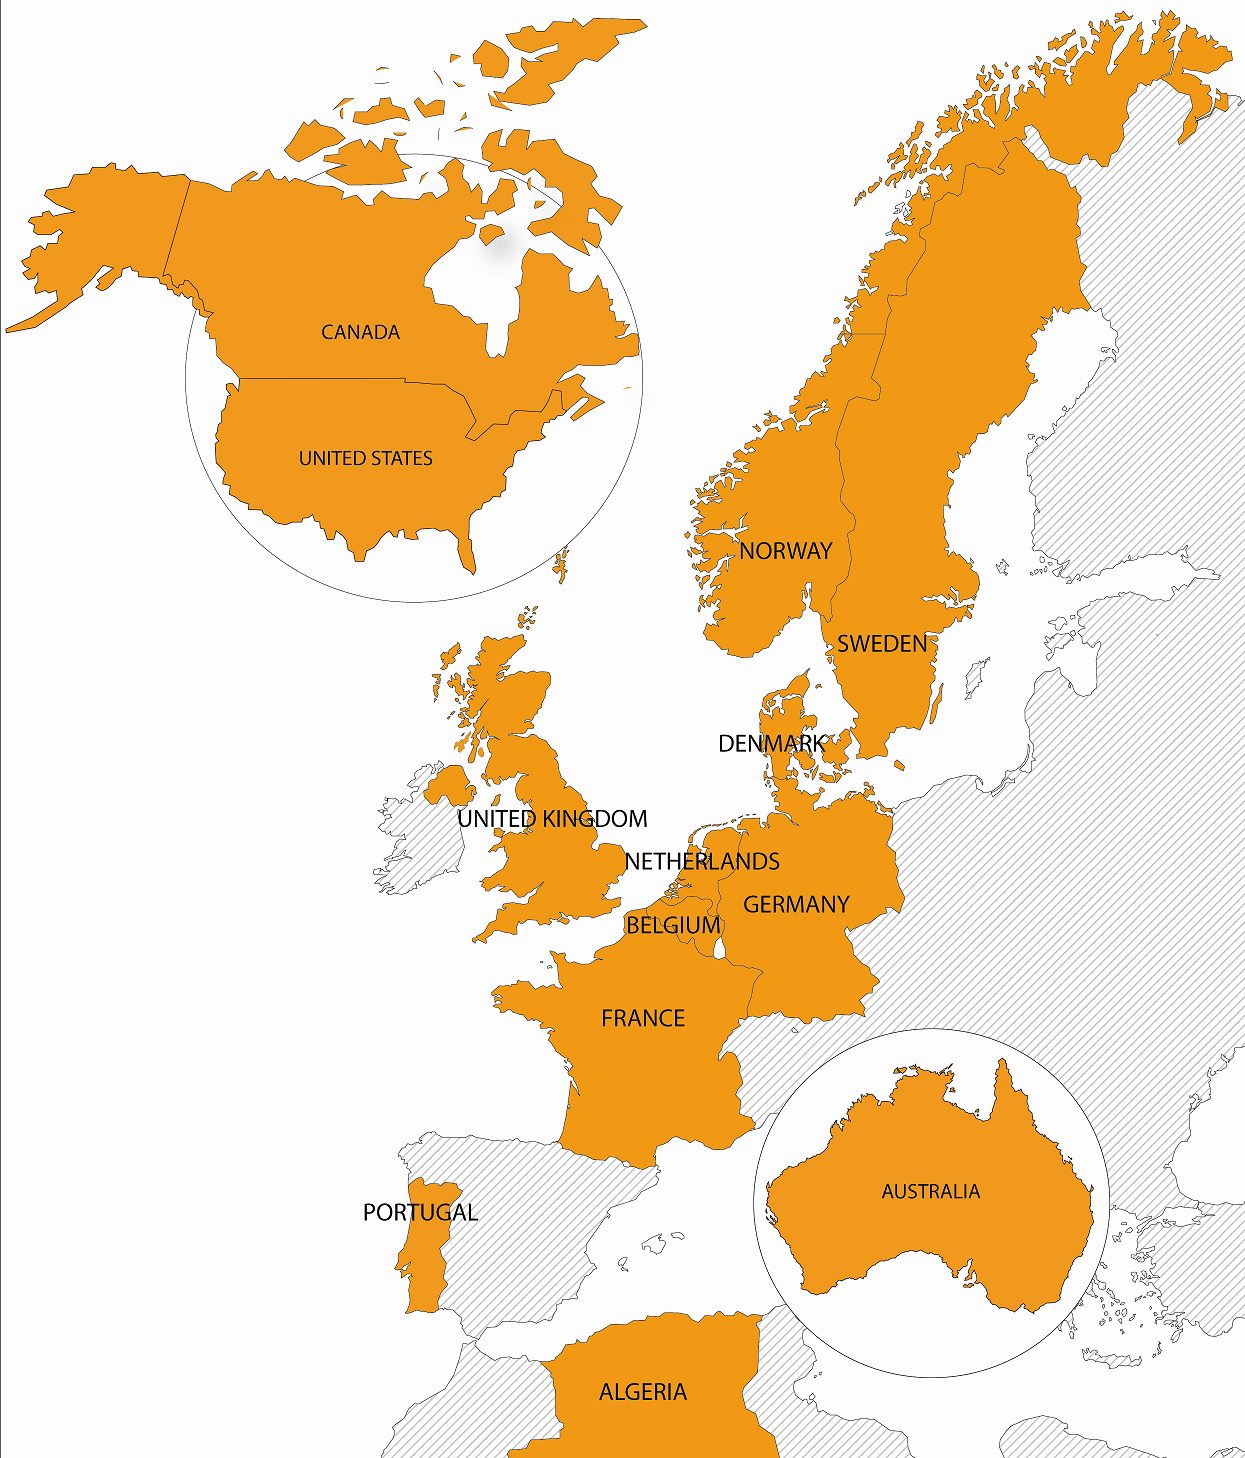 CANADA
UNITED STATES
NORWAY
SWEDEN
DENMARK
UNITED KINGDOM
NETHERLANDS
GERMANY
BELGIUM
FRANCE
AUSTRALIA
PORTUGAL
ALGERIA